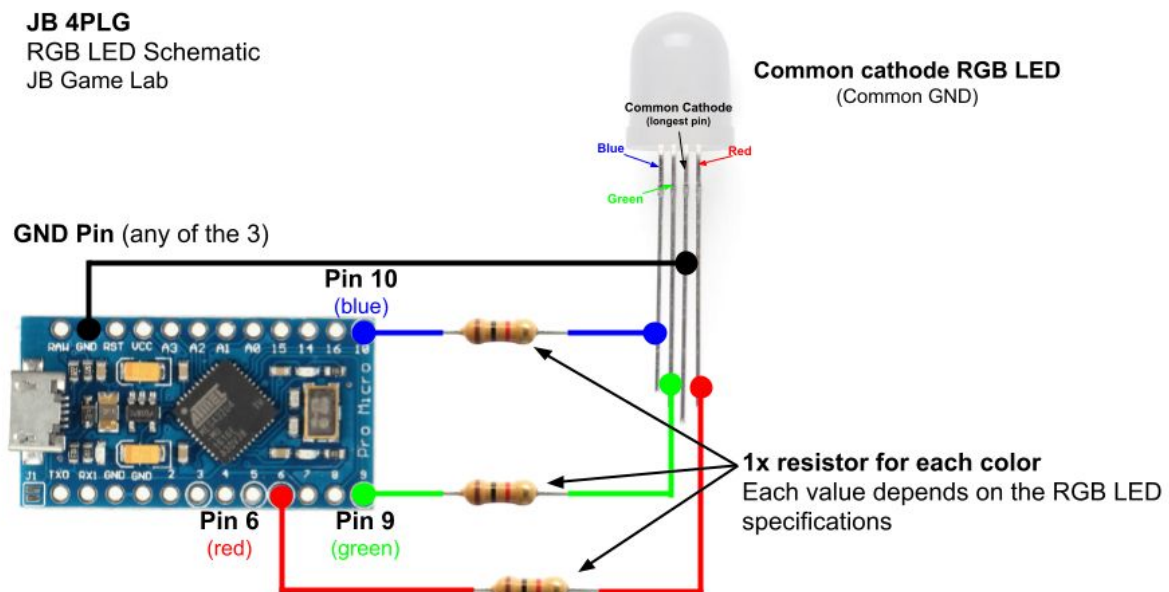 JB 4PLG
RGB LED Schematic
JB Game Lab
Common cathode RGB LED
(Common GND)
Common Cathode
(longest pin)
Blue
Red
Green
GND Pin (any of the 3)
Pin 10
(blue)
RAW GND RST VCC A3 A2 A1 A0 15 14 16 10
ATMEL
Pro Micro
J1 TX0 RX1 GND GND 2 3 4 5 6 7 8 9
Pin 6
(red)
Pin 9
(green)
1x resistor for each color
Each value depends on the RGB LED
specifications